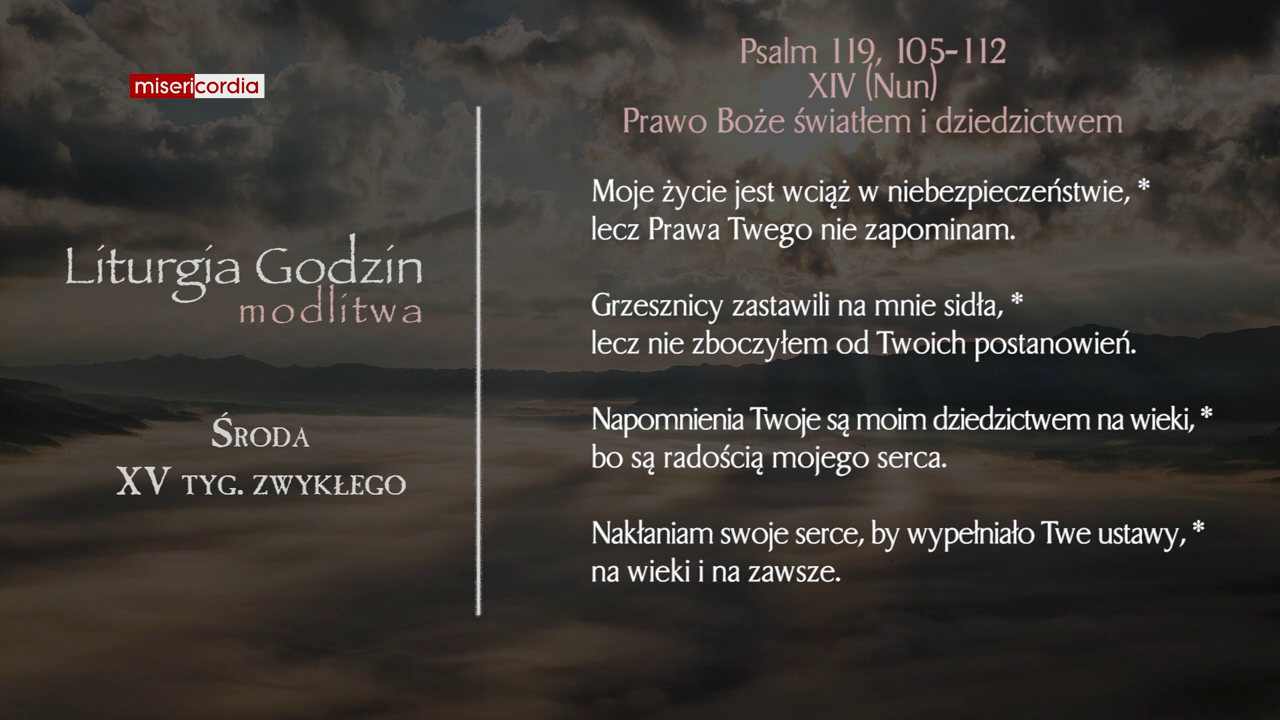 misericordia
Liturgia Godzin
modlitwa
Środa
XV tyg. zwykłego
Psalm 119, 105-112
XIV (Nun)
Prawo Boże światłem i dziedzictwem
Moje życie jest wciąż w niebezpieczeństwie, *
lecz Prawa Twego nie zapominam.
Grzesznicy zastawili na mnie sidła, *
lecz nie zboczyłem od Twoich postanowień.
Napomnienia Twoje są moim dziedzictwem na wieki, *
bo są radością mojego serca.
Nakłaniam swoje serce, by wypełniało Twe ustawy, *
na wieki i na zawsze.